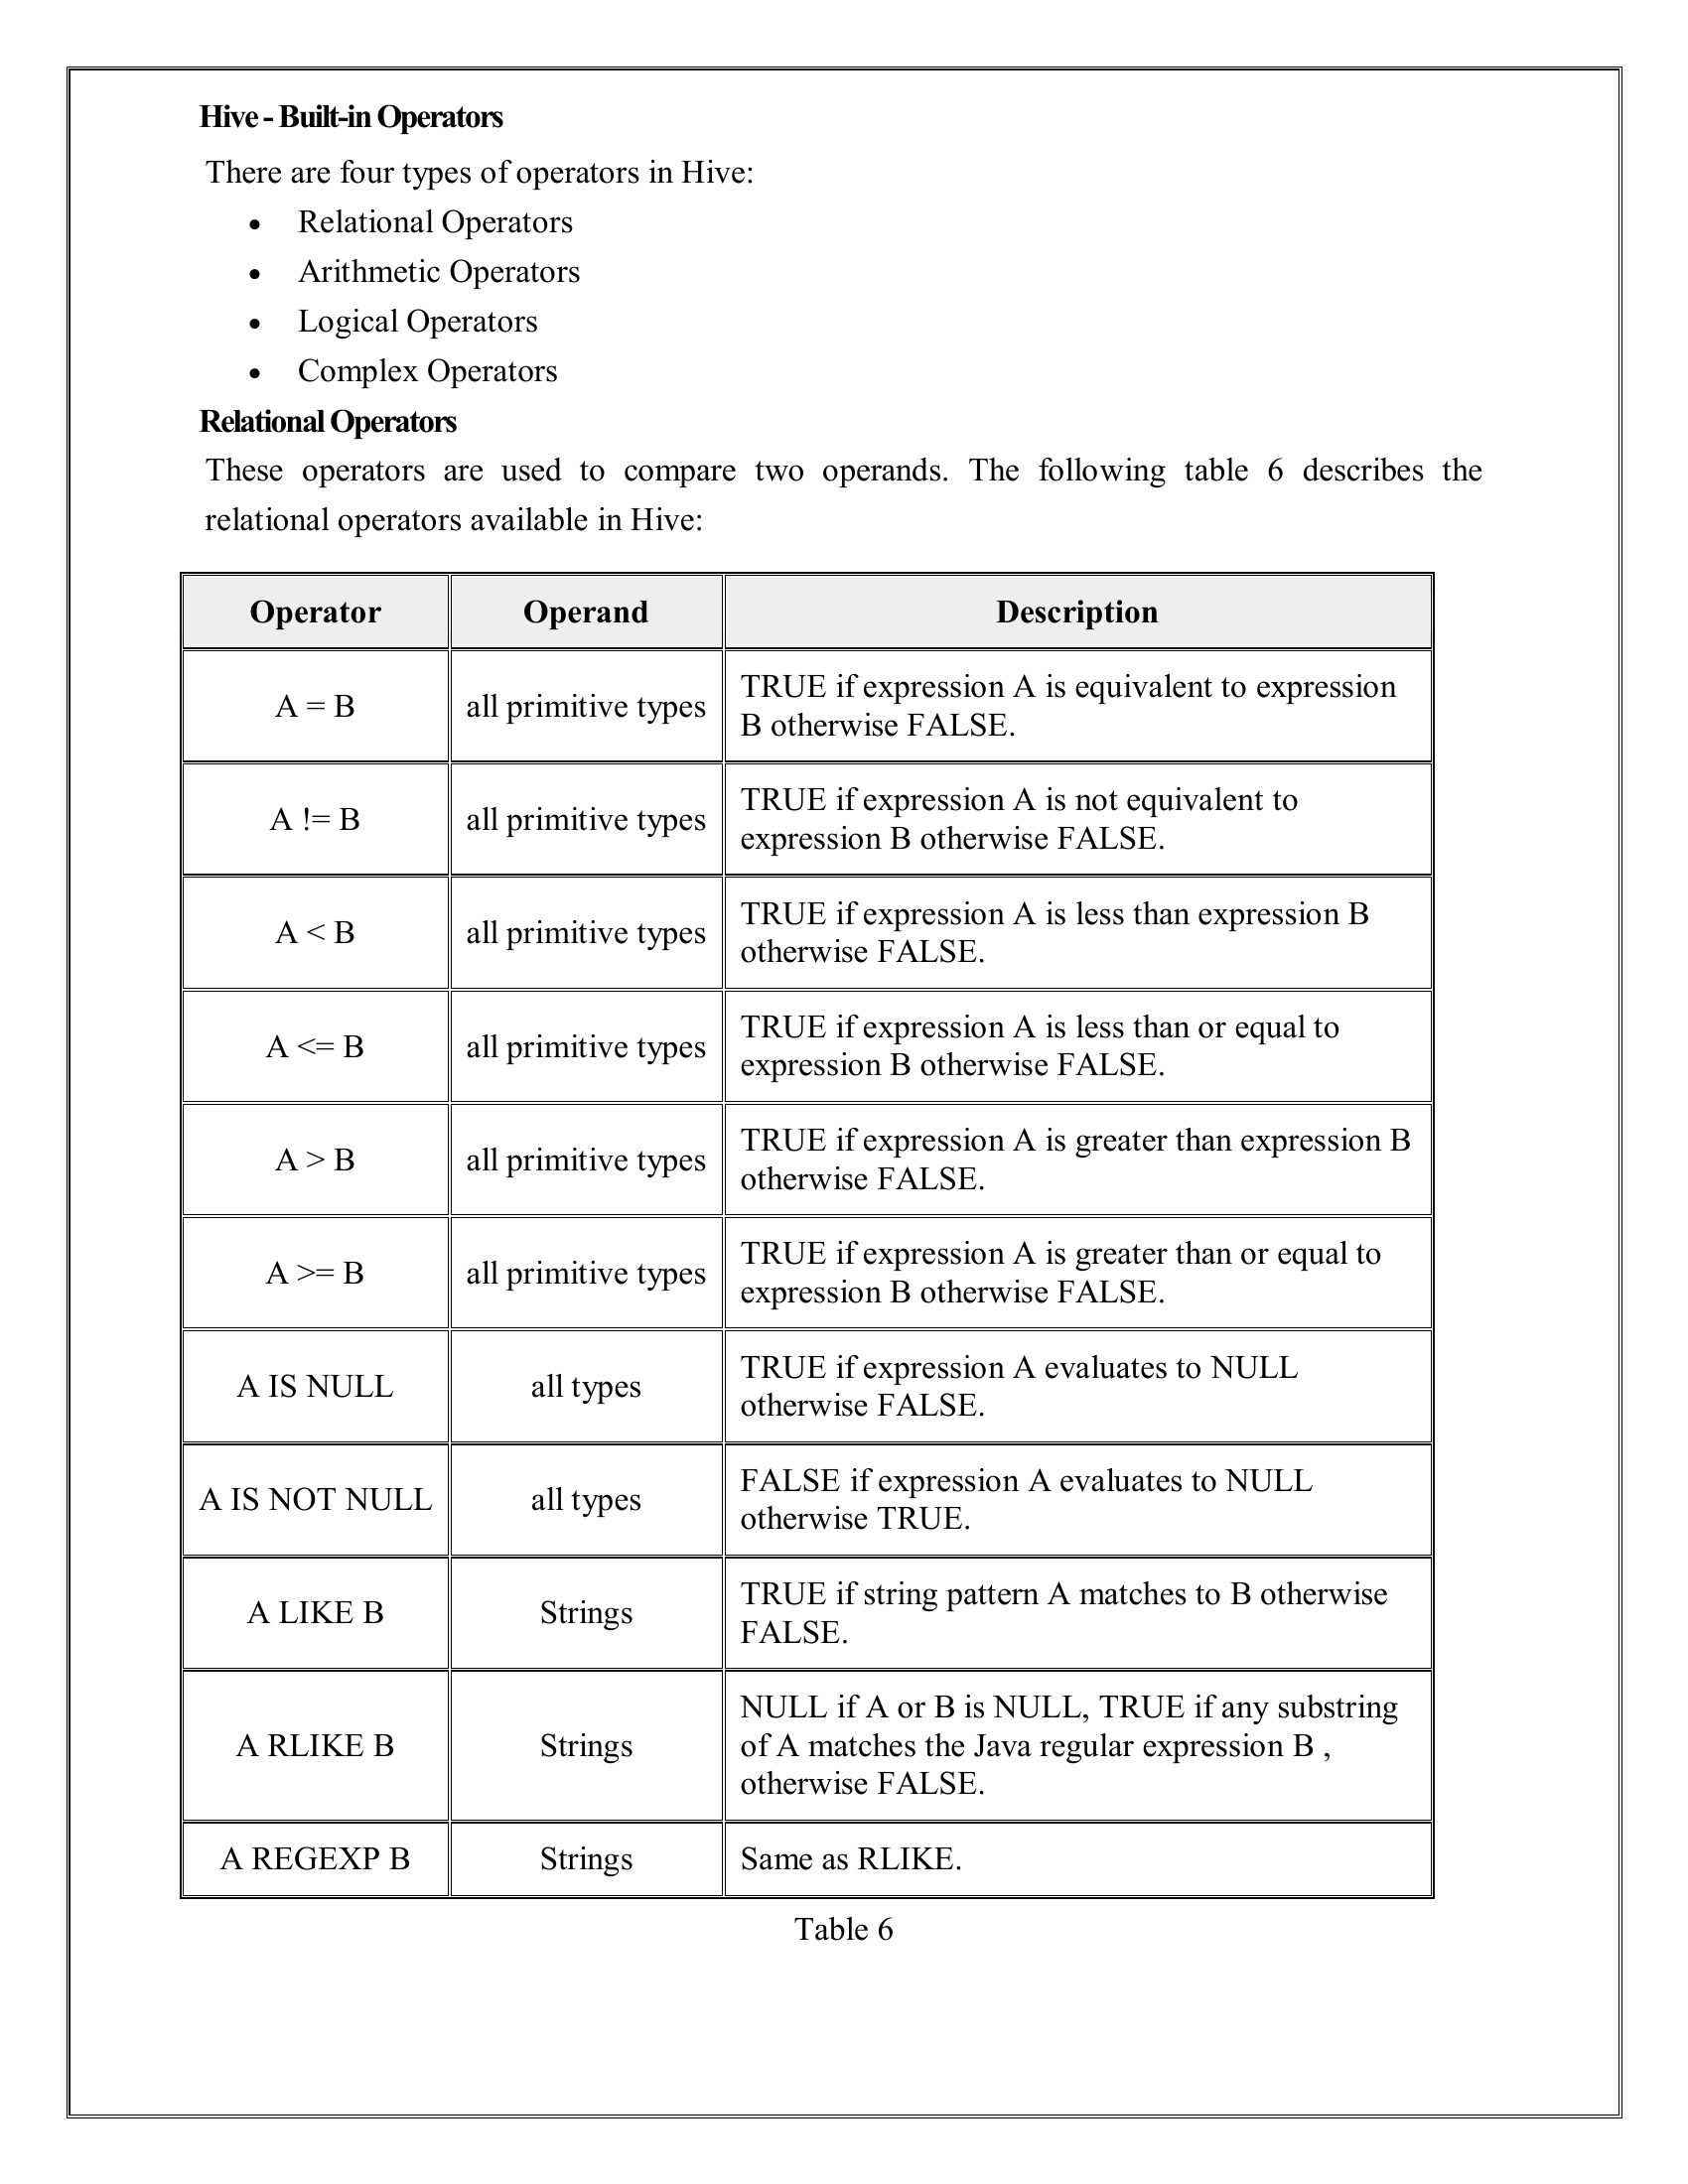 Hive - Built-in Operators
There are four types of operators in Hive:
• Relational Operators
• Arithmetic Operators
• Logical Operators
• Complex Operators
Relational Operators
These operators are used to compare two operands. The following table 6 describes the
relational operators available in Hive:
Operator Operand Description
A = B all primitive types TRUE if expression A is equivalent to expression
B otherwise FALSE.
A != B all primitive types TRUE if expression A is not equivalent to
expression B otherwise FALSE.
A < B all primitive types TRUE if expression A is less than expression B
otherwise FALSE.
A <= B all primitive types TRUE if expression A is less than or equal to
expression B otherwise FALSE.
A > B all primitive types TRUE if expression A is greater than expression B
otherwise FALSE.
A >= B all primitive types TRUE if expression A is greater than or equal to
expression B otherwise FALSE.
A IS NULL all types TRUE if expression A evaluates to NULL
otherwise FALSE.
A IS NOT NULL all types FALSE if expression A evaluates to NULL
otherwise TRUE.
A LIKE B Strings TRUE if string pattern A matches to B otherwise
FALSE.
A RLIKE B Strings NULL if A or B is NULL, TRUE if any substring
of A matches the Java regular expression B ,
otherwise FALSE.
A REGEXP B Strings Same as RLIKE.
Table 6